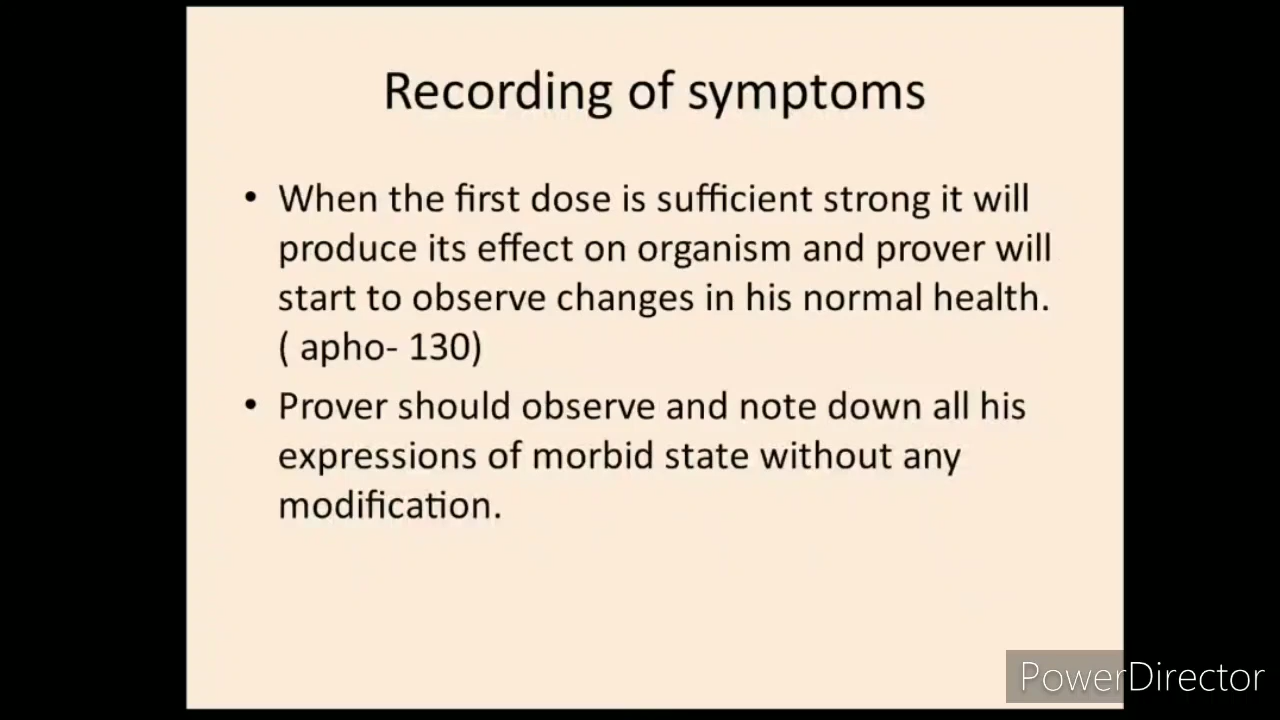 Recording of symptoms
• When the first dose is sufficient strong it will
produce its effect on organism and prover will
start to observe changes in his normal health.
( apho- 130)
• Prover should observe and note down all his
expressions of morbid state without any
modification.
PowerDirector